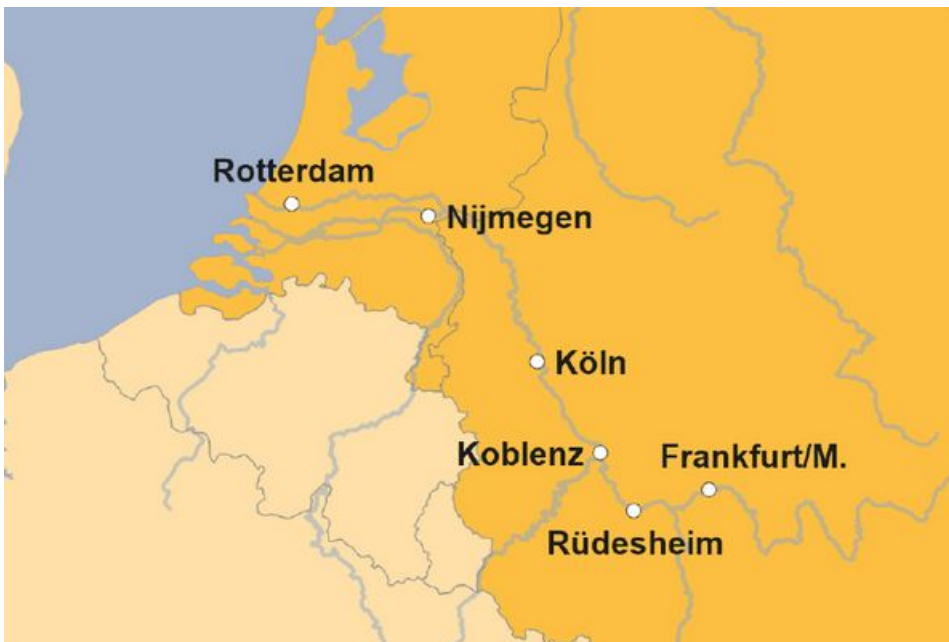 Rotterdam
Nijmegen
Köln
Koblenz
Frankfurt/M.
Rüdesheim